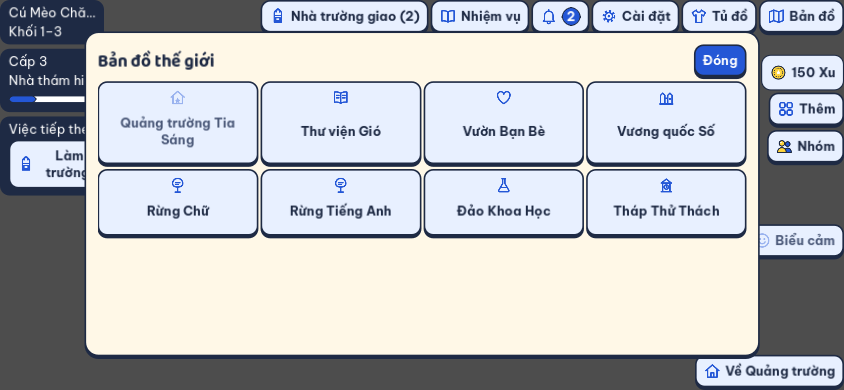 Cú Mèo Chă...
Khối 1–3
Nhà trường giao (2)
Nhiệm vụ
2
Cài đặt
Tủ đồ
Bản đồ
Cấp 3
Nhà thám hi
Việc tiếp the
Làm
trường
Bản đồ thế giới
Đóng
Quảng trường Tia
Sáng
Thư viện Gió
Vườn Bạn Bè
Vương quốc Số
Rừng Chữ
Rừng Tiếng Anh
Đảo Khoa Học
Tháp Thử Thách
150 Xu
Thêm
Nhóm
Biểu cảm
Về Quảng trường